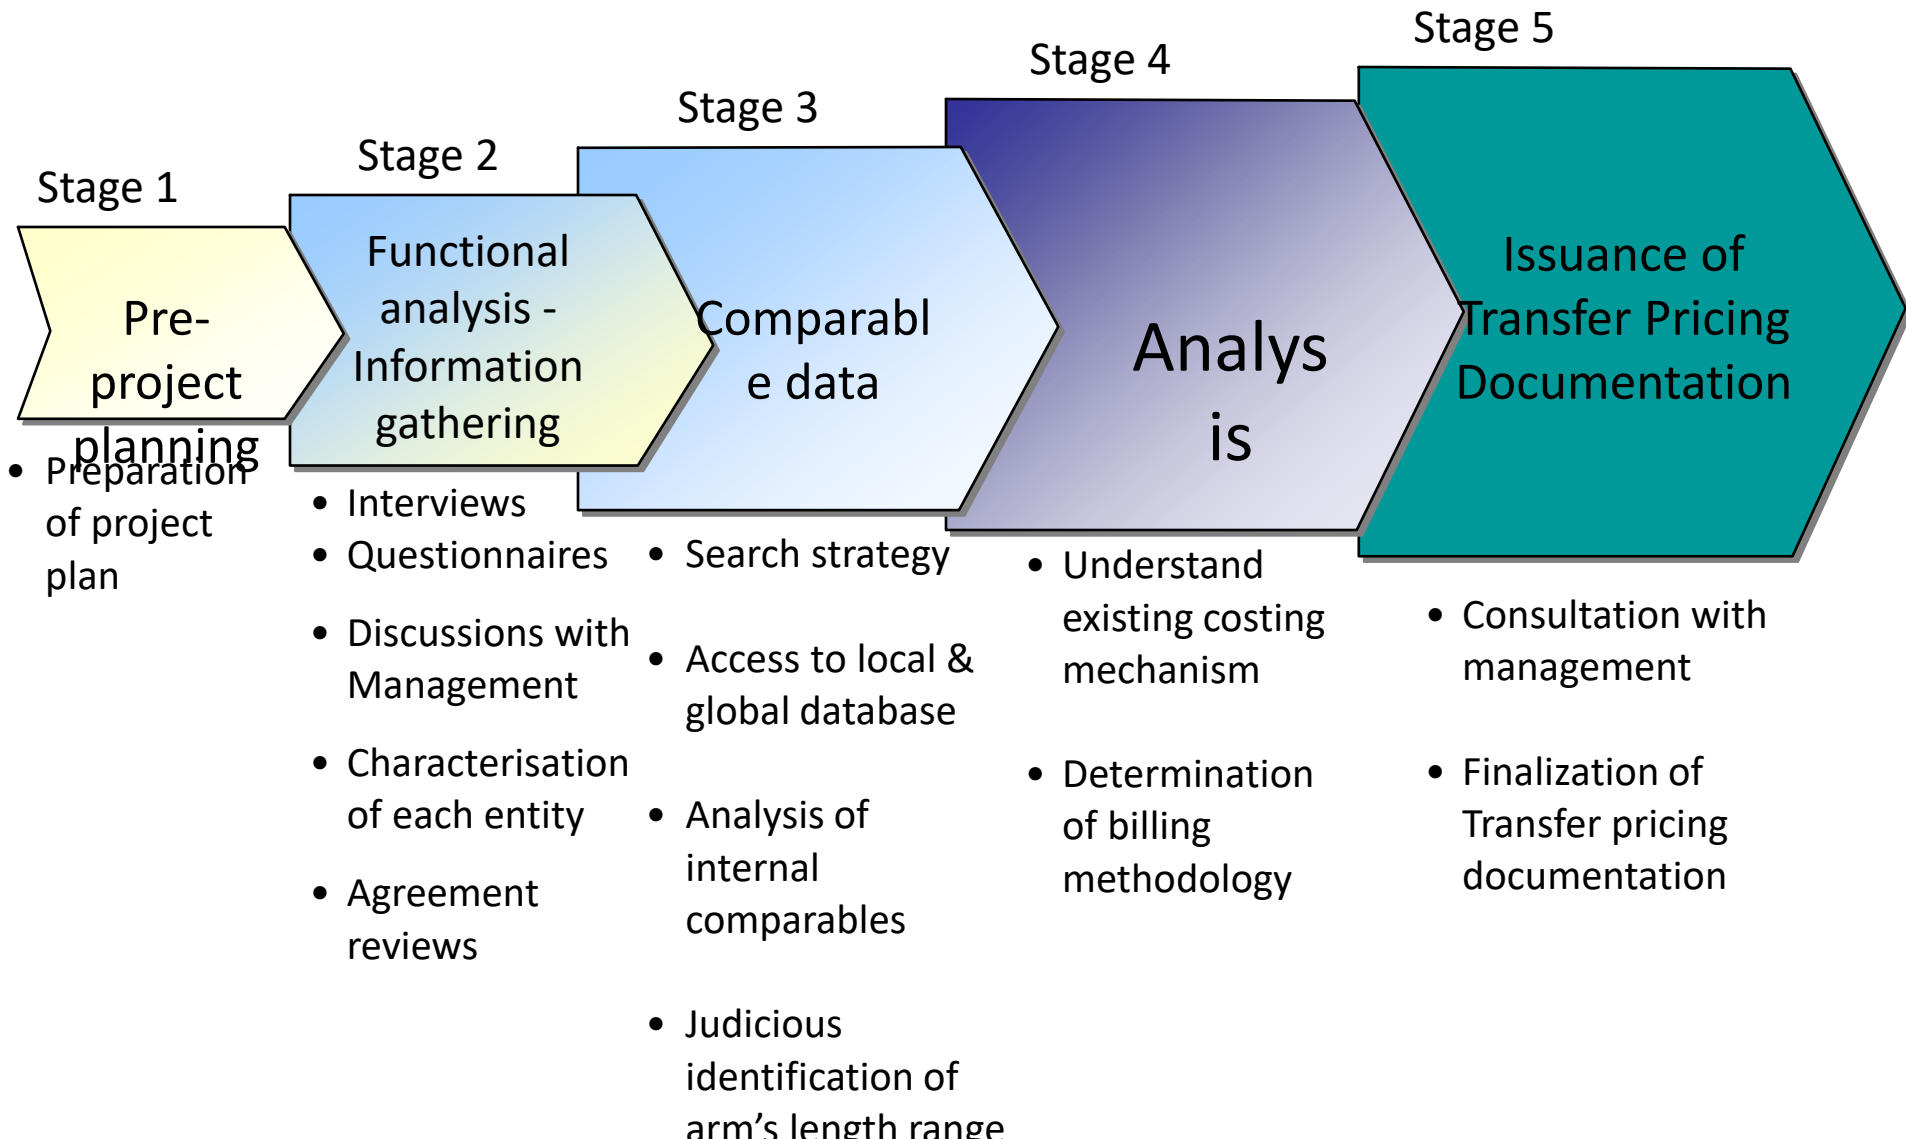 Stage 1
Pre-
project
planning
• Preparation
of project
plan
Stage 2
Functional
analysis -
Information
gathering
• Interviews
• Questionnaires
• Discussions with
Management
• Characterisation
of each entity
• Agreement
reviews
Stage 3
Comparabl
e data
• Search strategy
• Access to local &
global database
• Analysis of
internal
comparables
• Judicious
identification of
arm’s length range
Stage 4
Analys
is
• Understand
existing costing
mechanism
• Determination
of billing
methodology
Stage 5
Issuance of
Transfer Pricing
Documentation
• Consultation with
management
• Finalization of
Transfer pricing
documentation